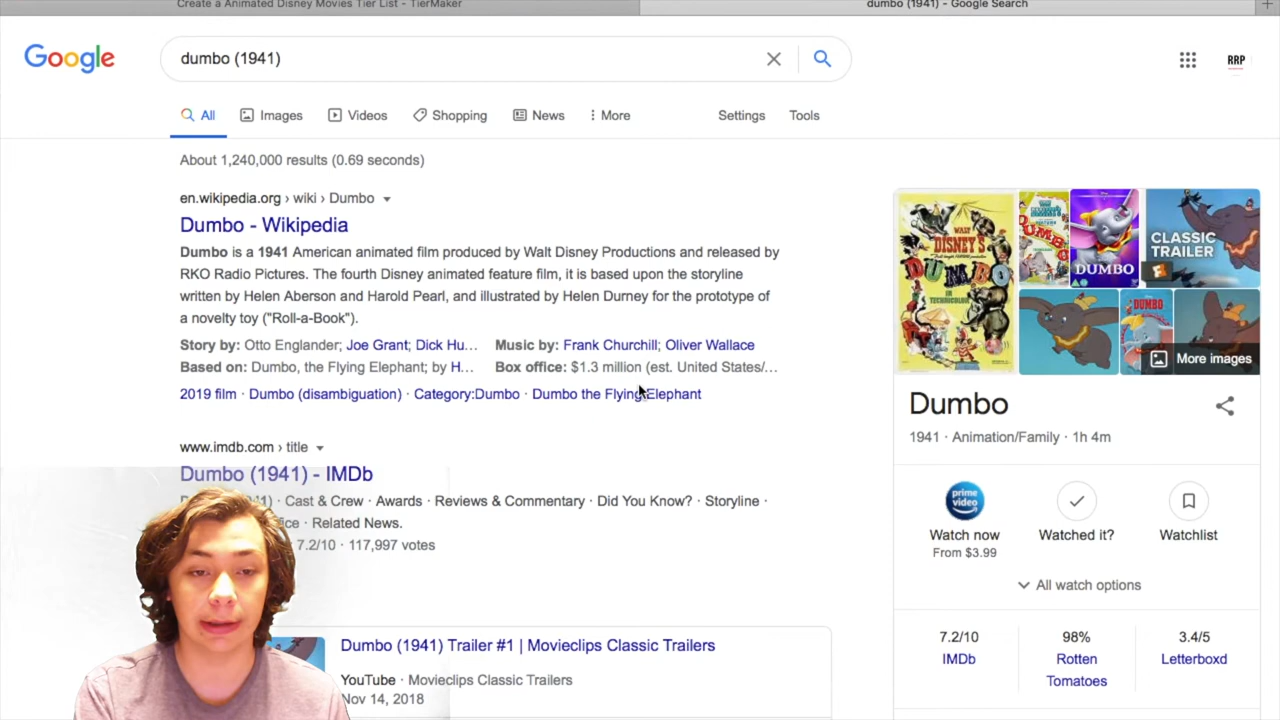 Create a Animated Disney Movies Tier List - TierMaker
dumbo (1941) - Google Search
Google
dumbo (1941)
RRP
All
Images
Videos
Shopping
News
More
Settings
Tools
About 1,240,000 results (0.69 seconds)
en.wikipedia.org › wiki › Dumbo
Dumbo - Wikipedia
Dumbo is a 1941 American animated film produced by Walt Disney Productions and released by
RKO Radio Pictures. The fourth Disney animated feature film, it is based upon the storyline
written by Helen Aberson and Harold Pearl, and illustrated by Helen Durney for the prototype of
a novelty toy ("Roll-a-Book").
Story by: Otto Englander; Joe Grant; Dick Hu...
Music by: Frank Churchill; Oliver Wallace
Based on: Dumbo, the Flying Elephant; by H...
Box office: $1.3 million (est. United States/...
2019 film · Dumbo (disambiguation) · Category:Dumbo · Dumbo the Flying Elephant
www.imdb.com › title
Dumbo (1941) - IMDb
Cast & Crew · Awards · Reviews & Commentary · Did You Know? · Storyline ·
Related News.
7.2/10 · 117,997 votes
Dumbo (1941) Trailer #1 | Movieclips Classic Trailers
YouTube · Movieclips Classic Trailers
Nov 14, 2018
WALT
DISNEY'S
DUMBO
IN
TECHNICOLOR
DUMBO
CLASSIC
TRAILER
DUMBO
More images
Dumbo
1941 · Animation/Family · 1h 4m
prime
video
Watch now
From $3.99
Watched it?
Watchlist
All watch options
7.2/10
IMDb
98%
Rotten
Tomatoes
3.4/5
Letterboxd